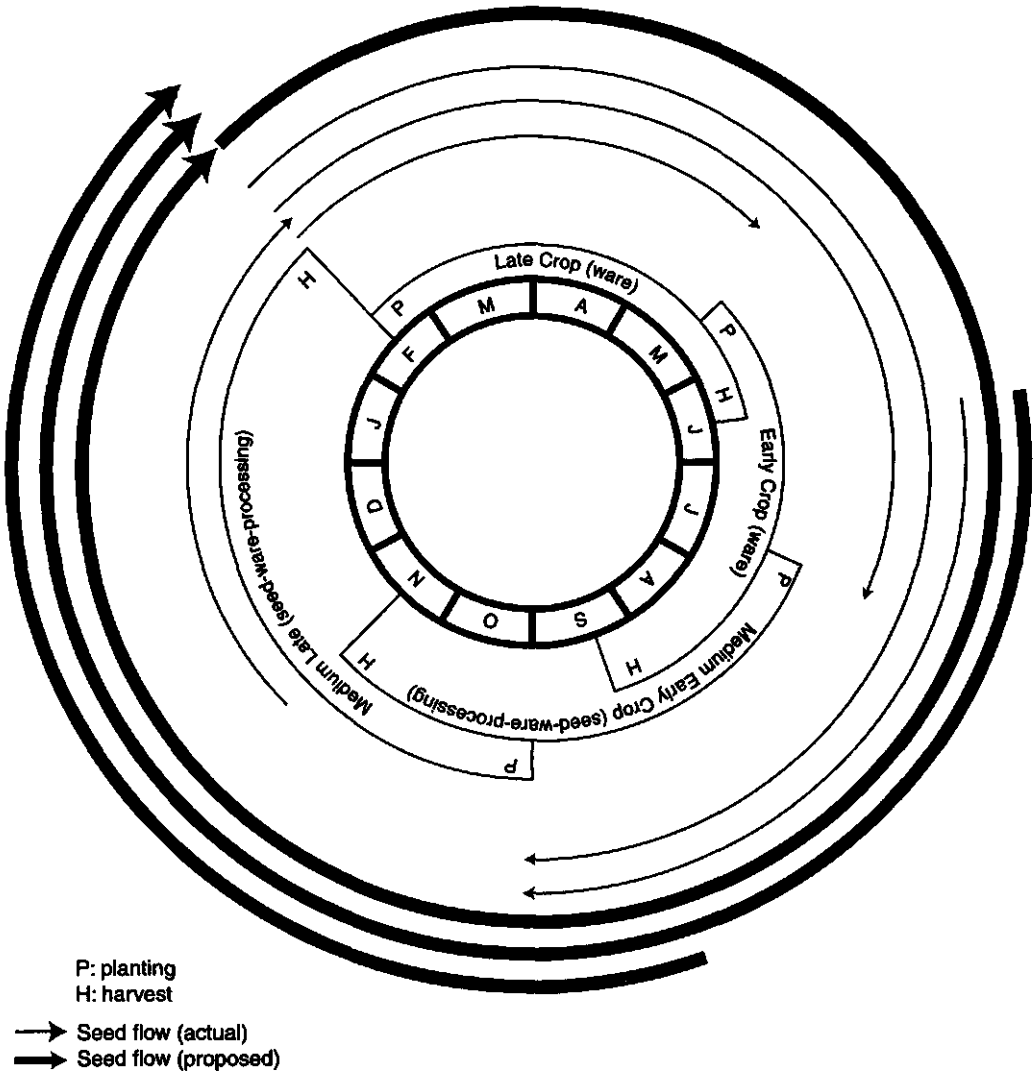 H
P
Late Crop (ware)
P
H
Early Crop (ware)
P
Medium Early Crop (seed-ware-processing)
H
H
Medium Late (seed-ware-processing)
P
J
F
M
A
M
J
J
A
S
O
N
D
P: planting
H: harvest
Seed flow (actual)
Seed flow (proposed)